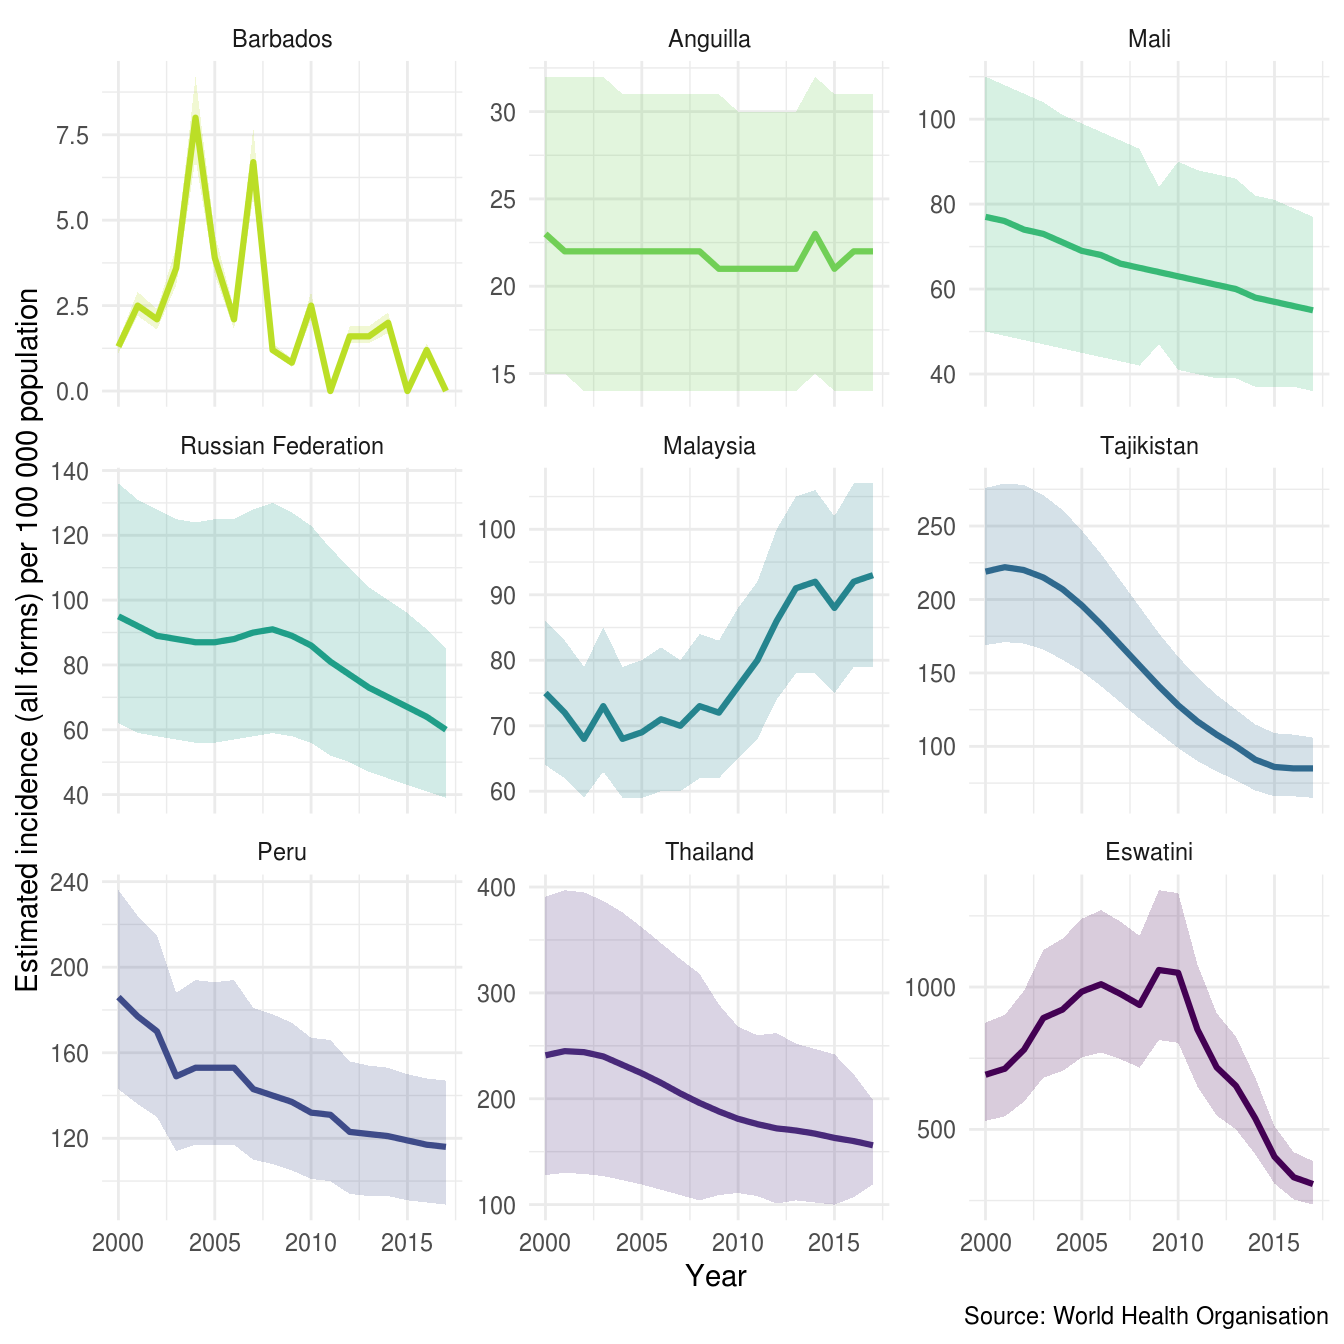 Barbados
Anguilla
Mali
7.5
5.0
2.5
0.0
30
25
20
15
100
80
60
40
Russian Federation
Malaysia
Tajikistan
140
120
100
80
60
40
100
90
80
70
60
250
200
150
100
Peru
Thailand
Eswatini
240
200
160
120
400
300
200
100
1000
500
2000 2005 2010 2015
2000 2005 2010 2015
2000 2005 2010 2015
Estimated incidence (all forms) per 100 000 population
Year
Source: World Health Organisation